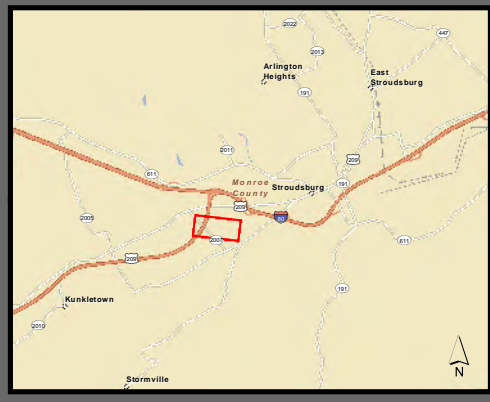 2022
447
2013
Arlington
Heights
East
Stroudsburg
191
2011
209
611
Monroe
County
Stroudsburg
191
209
2005
80
2007
611
209
191
Kunkletown
2010
Stormville
N